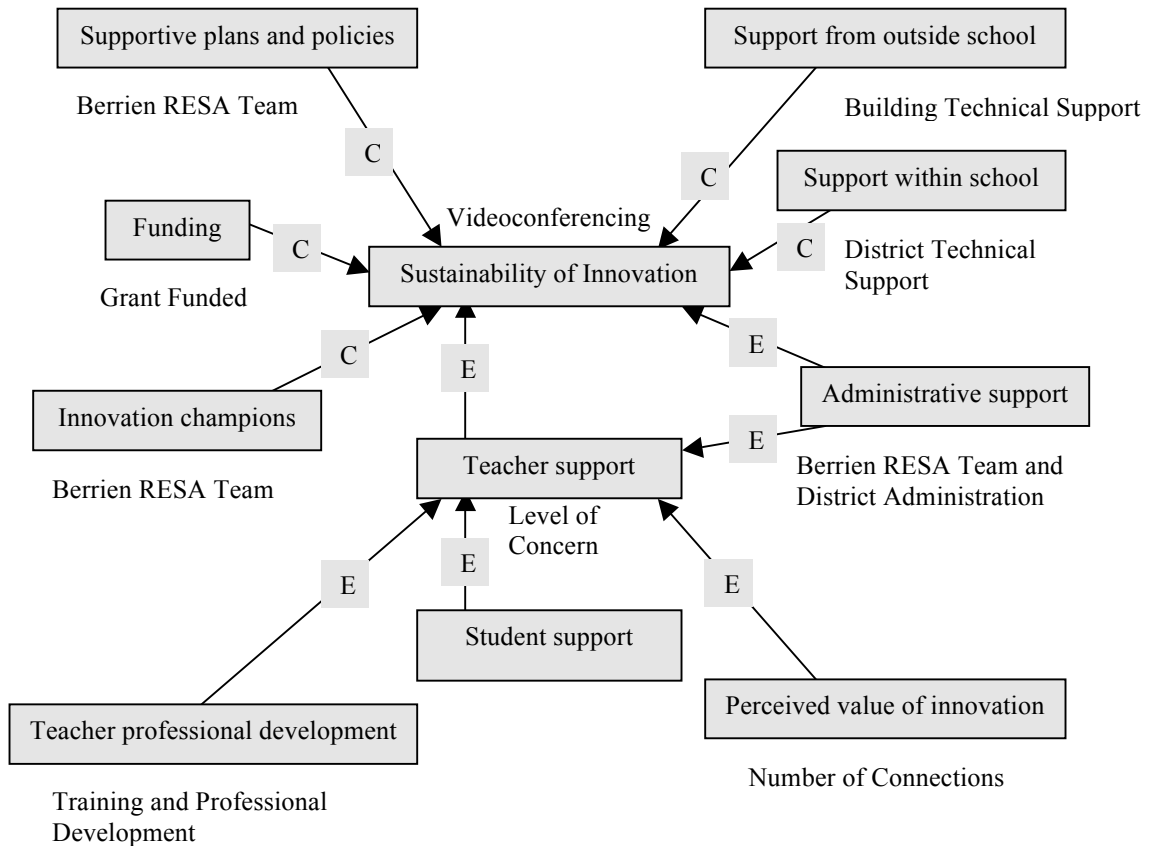 Supportive plans and policies
Support from outside school
Berrien RESA Team
Building Technical Support
C
C
Support within school
Funding
C
Videoconferencing
C
District Technical
Support
Sustainability of Innovation
Grant Funded
C
E
E
Innovation champions
Administrative support
E
Teacher support
Berrien RESA Team
Berrien RESA Team and
District Administration
Level of
Concern
E
E
E
Student support
Teacher professional development
Perceived value of innovation
Number of Connections
Training and Professional
Development